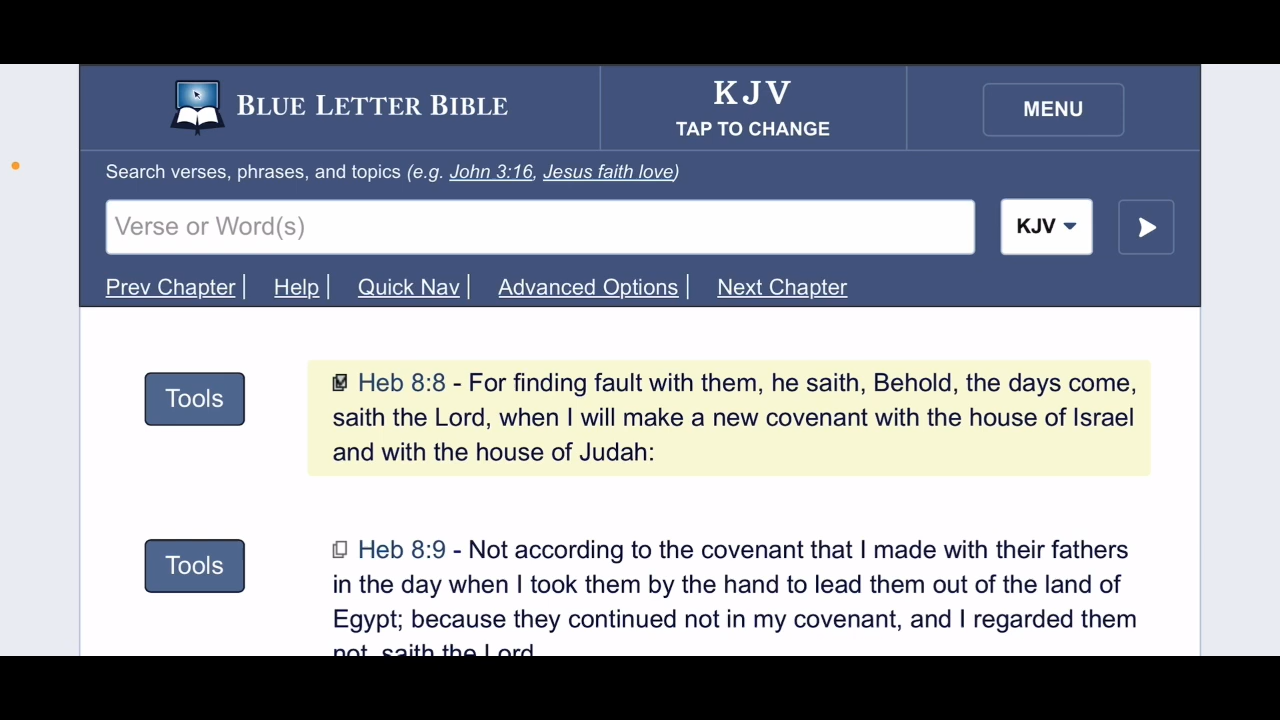 BLUE LETTER BIBLE
KJV
TAP TO CHANGE
MENU
Search verses, phrases, and topics (e.g. John 3:16, Jesus faith love)
Verse or Word(s)
KJV
Prev Chapter | Help | Quick Nav | Advanced Options | Next Chapter
Tools
Heb 8:8 - For finding fault with them, he saith, Behold, the days come,
saith the Lord, when I will make a new covenant with the house of Israel
and with the house of Judah:
Tools
Heb 8:9 - Not according to the covenant that I made with their fathers
in the day when I took them by the hand to lead them out of the land of
Egypt; because they continued not in my covenant, and I regarded them
not, saith the Lord